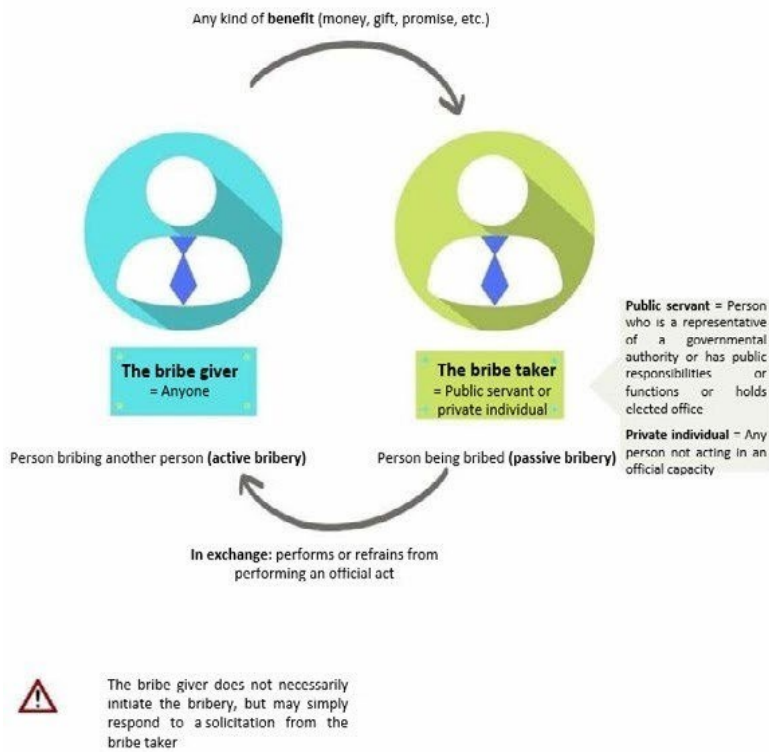 Any kind of benefit (money, gift, promise, etc.)
The bribe giver
= Anyone
The bribe taker
= Public servant or
private individual
Public servant = Person
who is a representative
of a governmental
authority or has public
responsibilities or
functions or holds
elected office
Private individual = Any
person not acting in an
official capacity
Person bribing another person (active bribery)
Person being bribed (passive bribery)
In exchange: performs or refrains from
performing an official act
The bribe giver does not necessarily
initiate the bribery, but may simply
respond to a solicitation from the
bribe taker